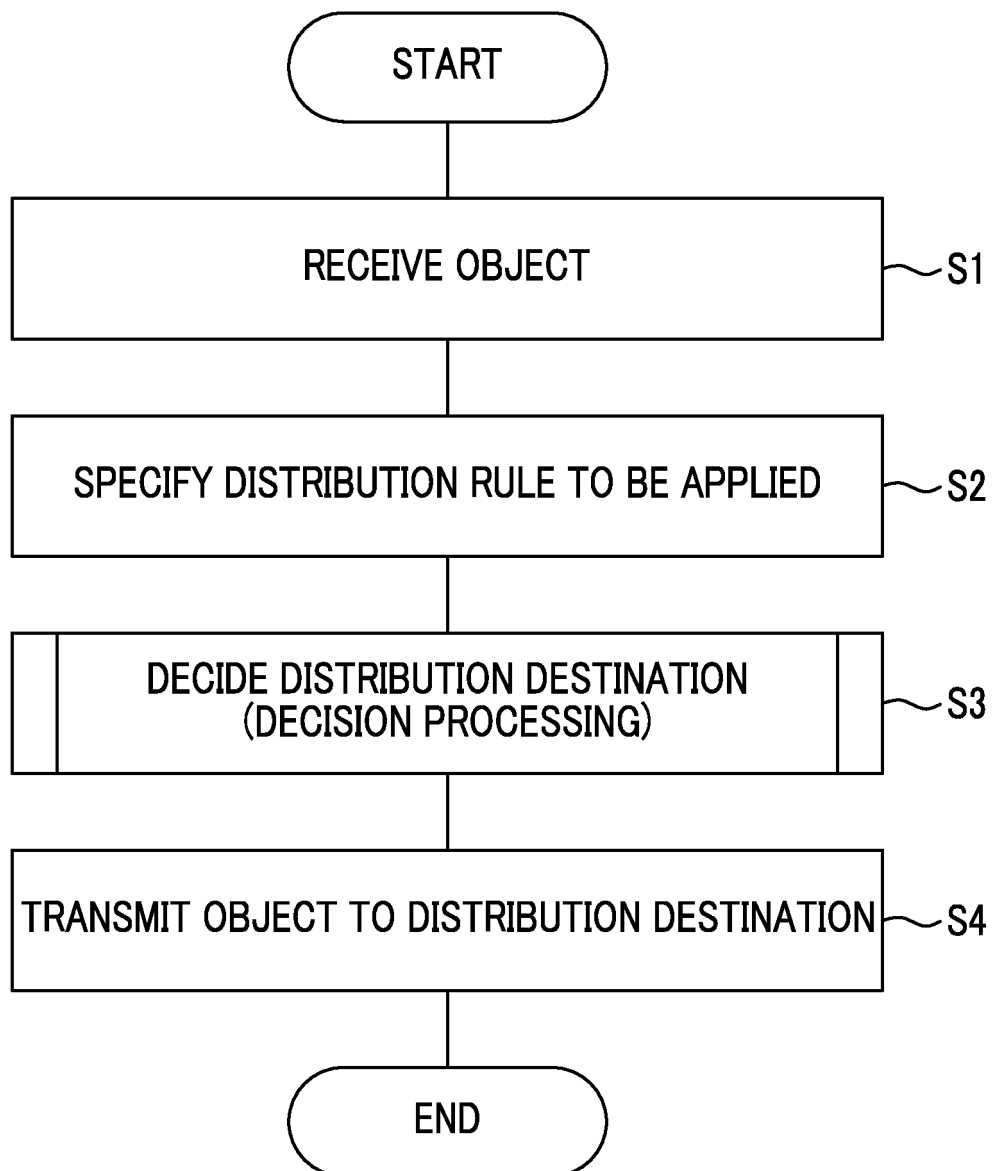 START
RECEIVE OBJECT
S1
SPECIFY DISTRIBUTION RULE TO BE APPLIED
S2
DECIDE DISTRIBUTION DESTINATION
(DECISION PROCESSING)
S3
TRANSMIT OBJECT TO DISTRIBUTION DESTINATION
S4
END